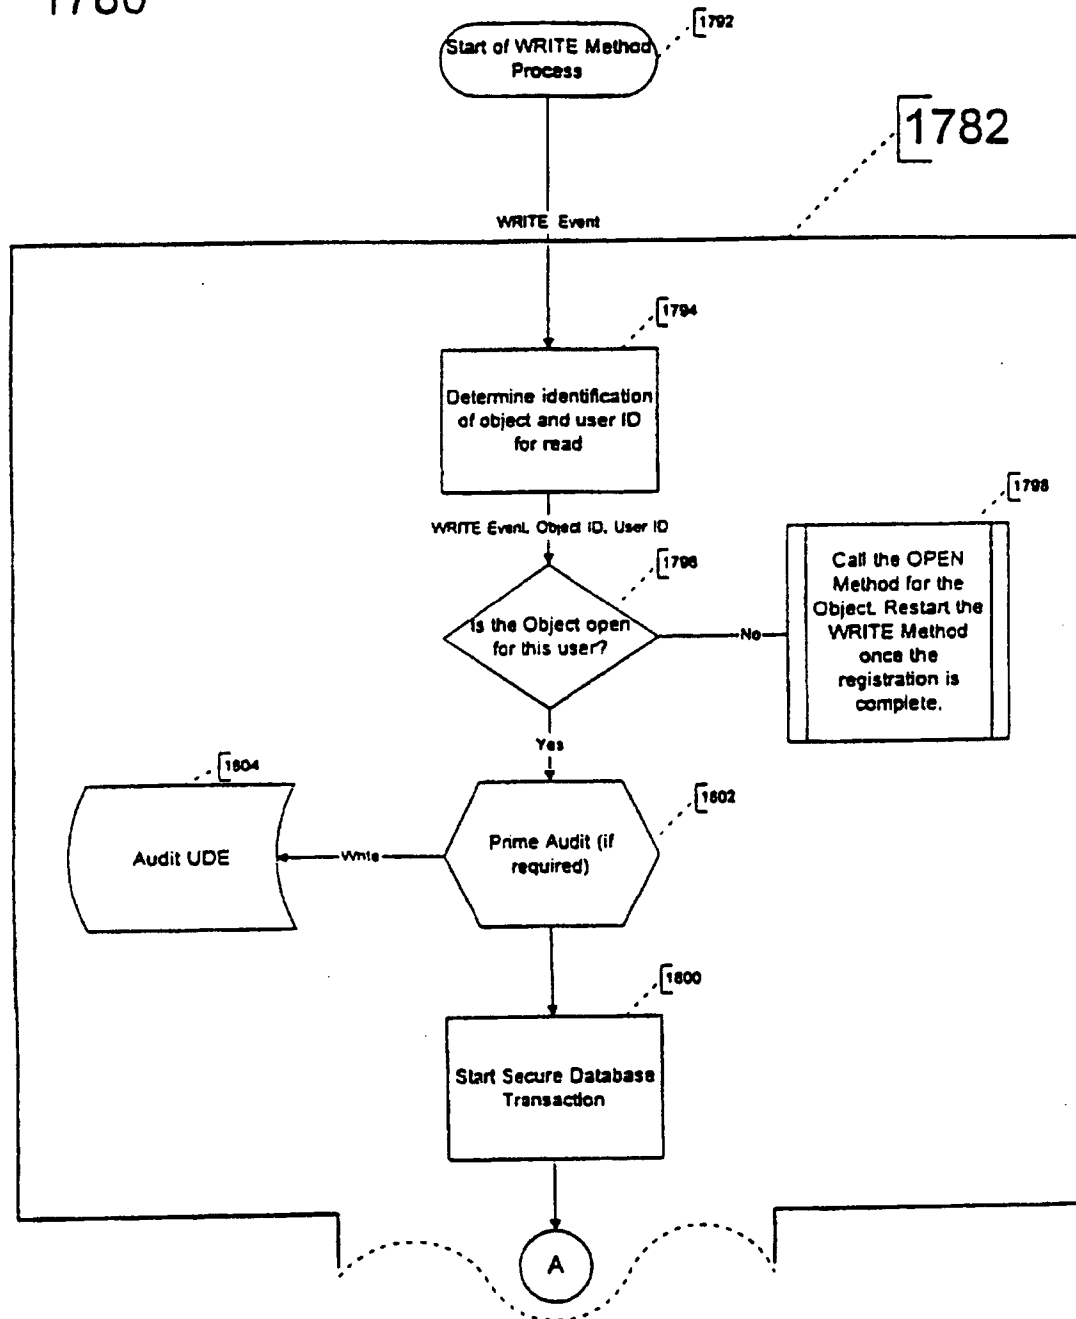 1780
1792
Start of WRITE Method
Process
1782
WRITE Event
1794
Determine identification
of object and user ID
for read
1798
WRITE Event, Object ID, User ID
1796
Call the OPEN
Method for the
Object. Restart the
WRITE Method
once the
registration is
complete.
Is the Object open
for this user?
No
Yes
1804
1802
Prime Audit (if
required)
Write
Audit UDE
1800
Start Secure Database
Transaction
A